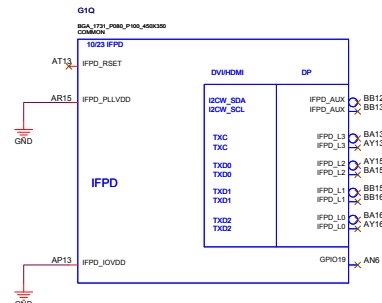 G1Q
BGA_1731_P080_P100_450X350
COMMON
10/23 IFPD
AT13 IFPD_RSET
DVI/HDMI DP
AR15 IFPD_PLLVDD
I2CW_SDA IFPD_AUX BB12
I2CW_SCL IFPD_AUX BB13
GND
TXC IFPD_L3 BA13
TXC IFPD_L3 AY13
TXD0 IFPD_L2 AY15
TXD0 IFPD_L2 BA15
IFPD
TXD1 IFPD_L1 BB15
TXD1 IFPD_L1 BB16
TXD2 IFPD_L0 BA16
TXD2 IFPD_L0 AY16
AP13 IFPD_IOVDD
GPIO19 AN6
GND